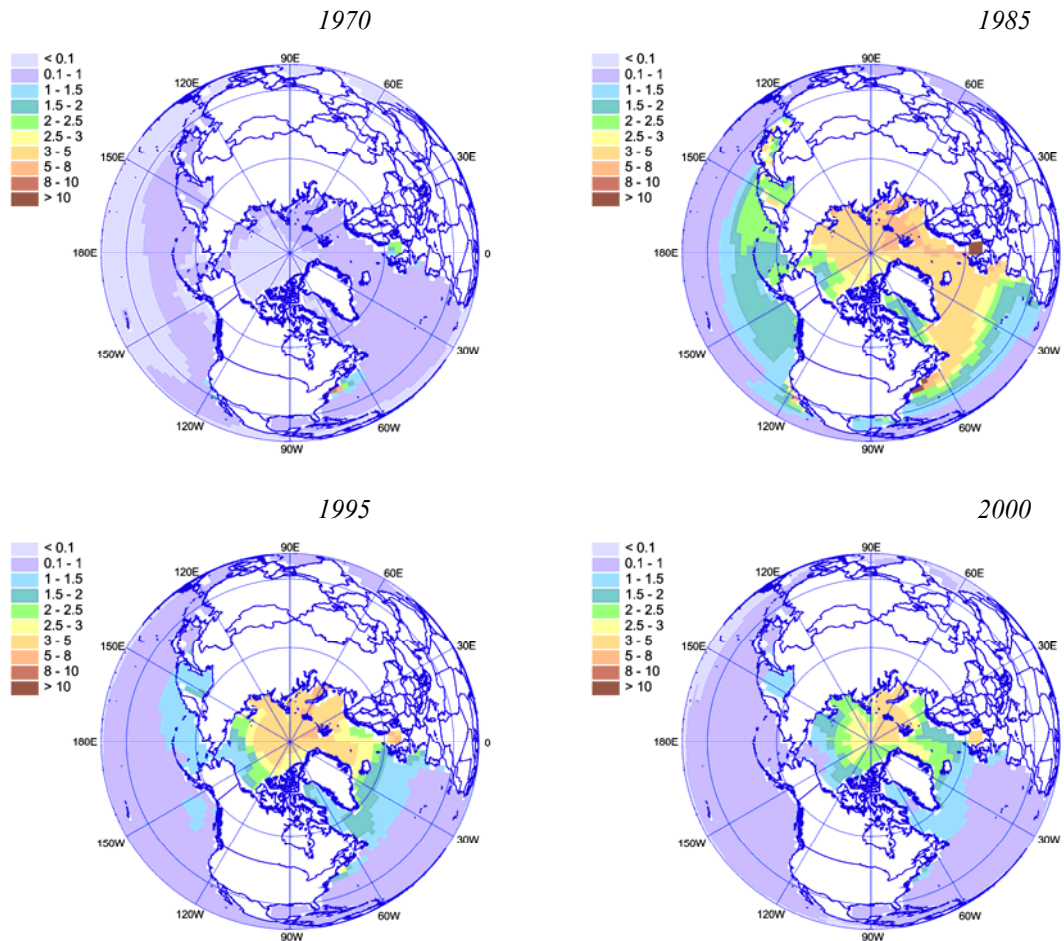 1970
< 0.1
0.1 - 1
1 - 1.5
1.5 - 2
2 - 2.5
2.5 - 3
3 - 5
5 - 8
8 - 10
> 10
90E
120E
60E
150E
30E
180E
0
150W
30W
120W
60W
90W
1985
< 0.1
0.1 - 1
1 - 1.5
1.5 - 2
2 - 2.5
2.5 - 3
3 - 5
5 - 8
8 - 10
> 10
90E
120E
60E
150E
30E
180E
0
150W
30W
120W
60W
90W
1995
< 0.1
0.1 - 1
1 - 1.5
1.5 - 2
2 - 2.5
2.5 - 3
3 - 5
5 - 8
8 - 10
> 10
90E
120E
60E
150E
30E
180E
0
150W
30W
120W
60W
90W
2000
< 0.1
0.1 - 1
1 - 1.5
1.5 - 2
2 - 2.5
2.5 - 3
3 - 5
5 - 8
8 - 10
> 10
90E
120E
60E
150E
30E
180E
0
150W
30W
120W
60W
90W